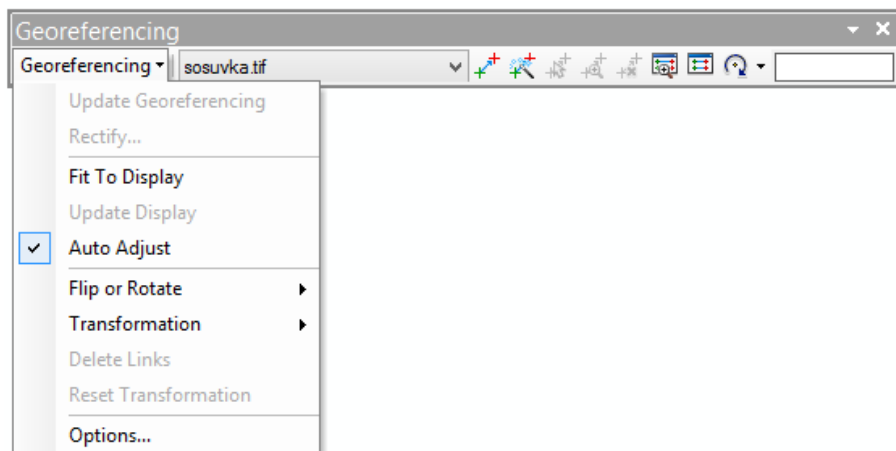 Georeferencing
Georeferencing sosuvka.tif
Update Georeferencing
Rectify...
Fit To Display
Update Display
Auto Adjust
Flip or Rotate
Transformation
Delete Links
Reset Transformation
Options...